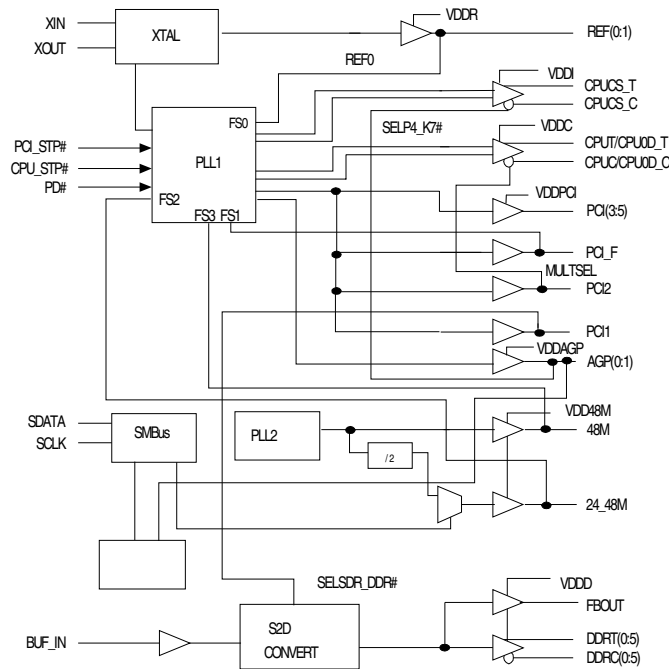 VDDR
XIN
XTAL
REF(0:1)
XOUT
REF0
VDDI
CPUCS_T
FS0
CPUCS_C
SELP4_K7#
VDDC
PCI_STP#
CPUT/CPU0D_T
PLL1
CPU_STP#
CPUC/CPU0D_C
PD#
VDDPCI
FS2
PCI(3:5)
FS3 FS1
PCI_F
MULTSEL
PCI2
PCI1
VDDAGP
AGP(0:1)
SDATA
VDD48M
SMBus
48M
SCLK
PLL2
/2
24_48M
SELSDR_DDR#
VDDD
FBOUT
S2D
BUF_IN
DDRT(0:5)
CONVERT
DDRC(0:5)